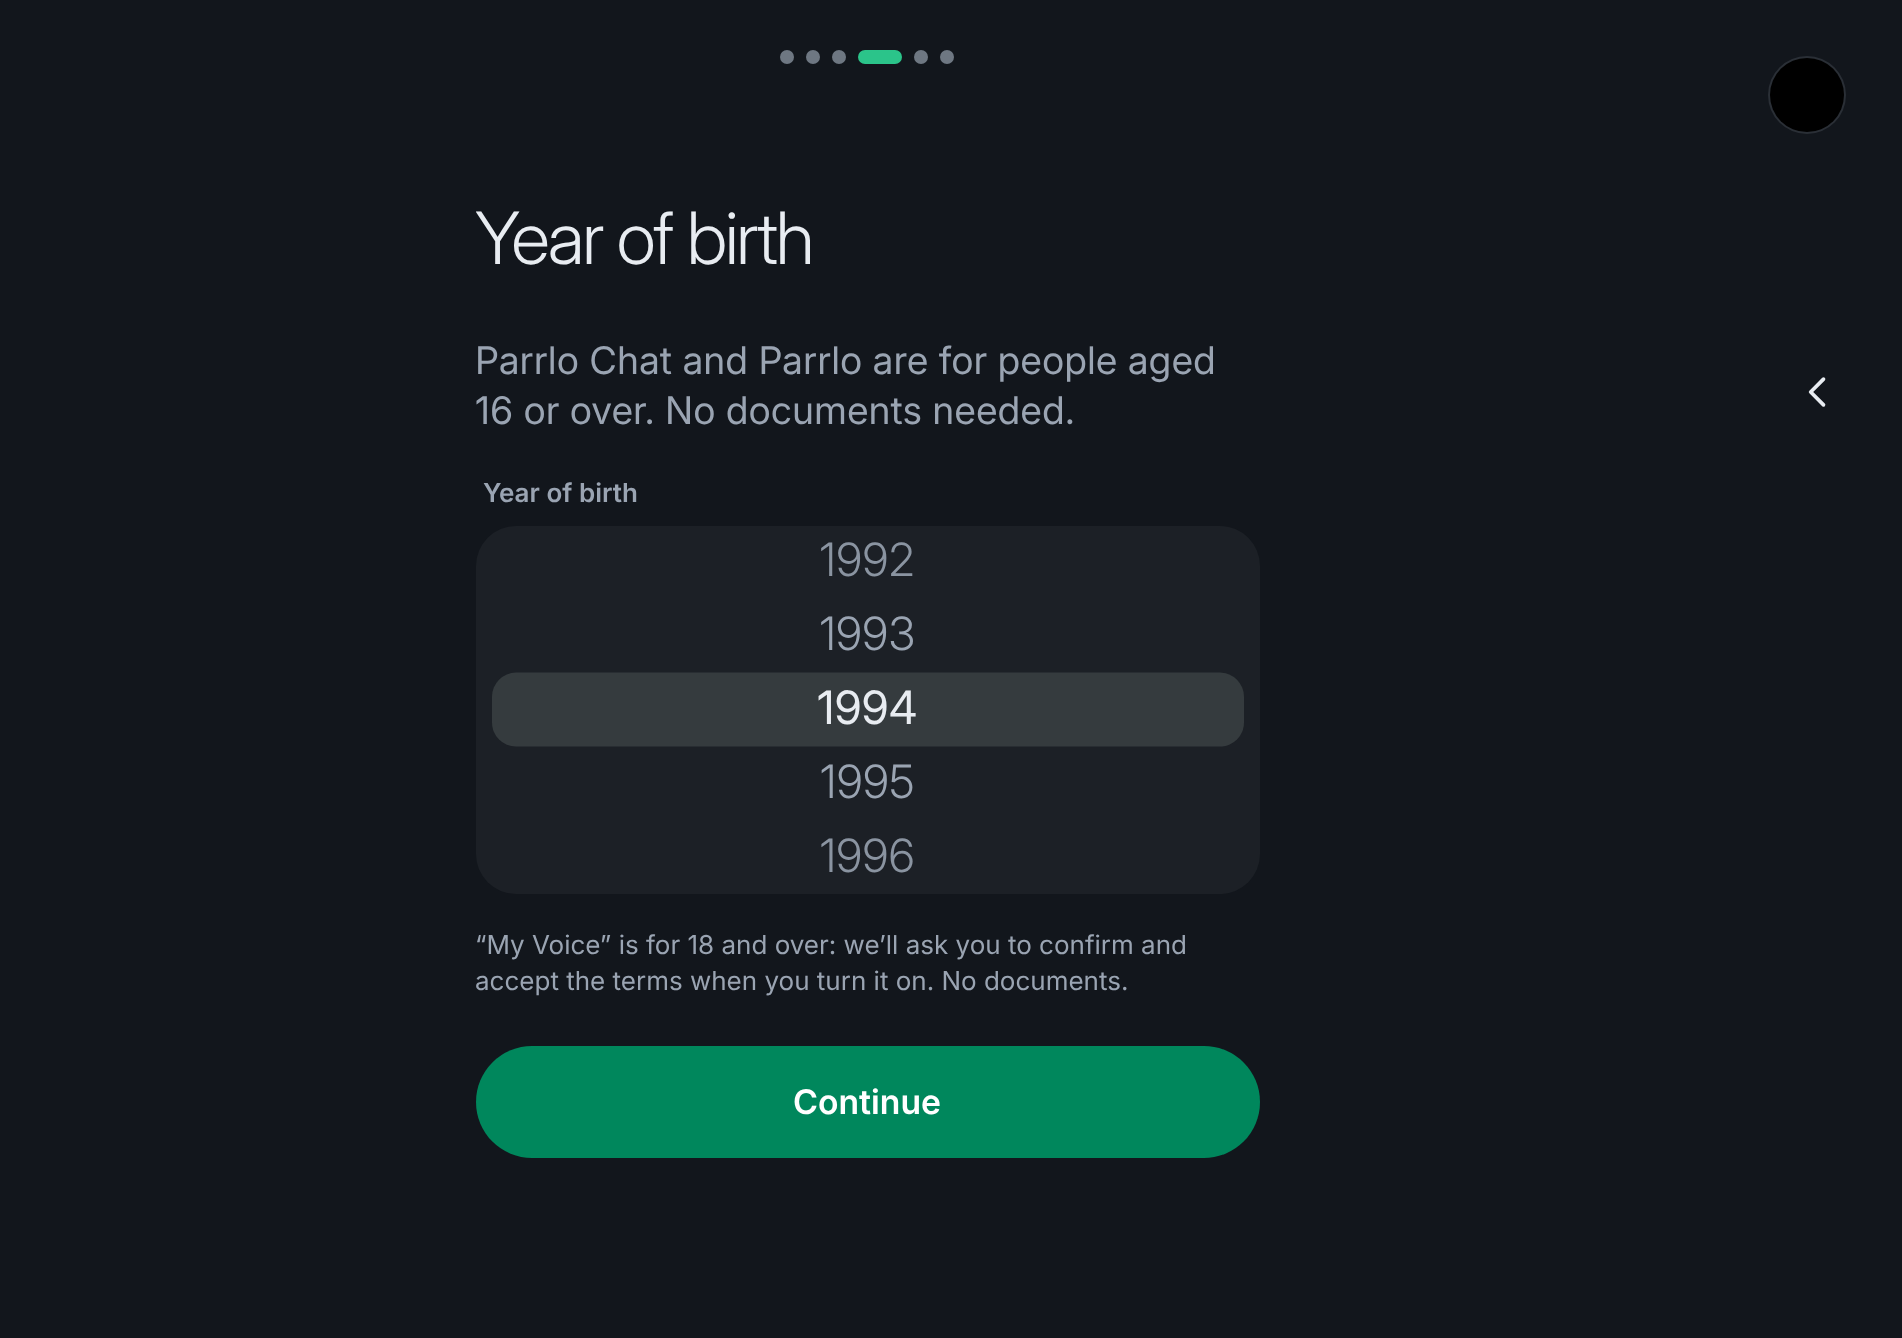 Year of birth
Parrlo Chat and Parrlo are for people aged
16 or over. No documents needed.
Year of birth
1992
1993
1994
1995
1996
“My Voice” is for 18 and over: we’ll ask you to confirm and
accept the terms when you turn it on. No documents.
Continue